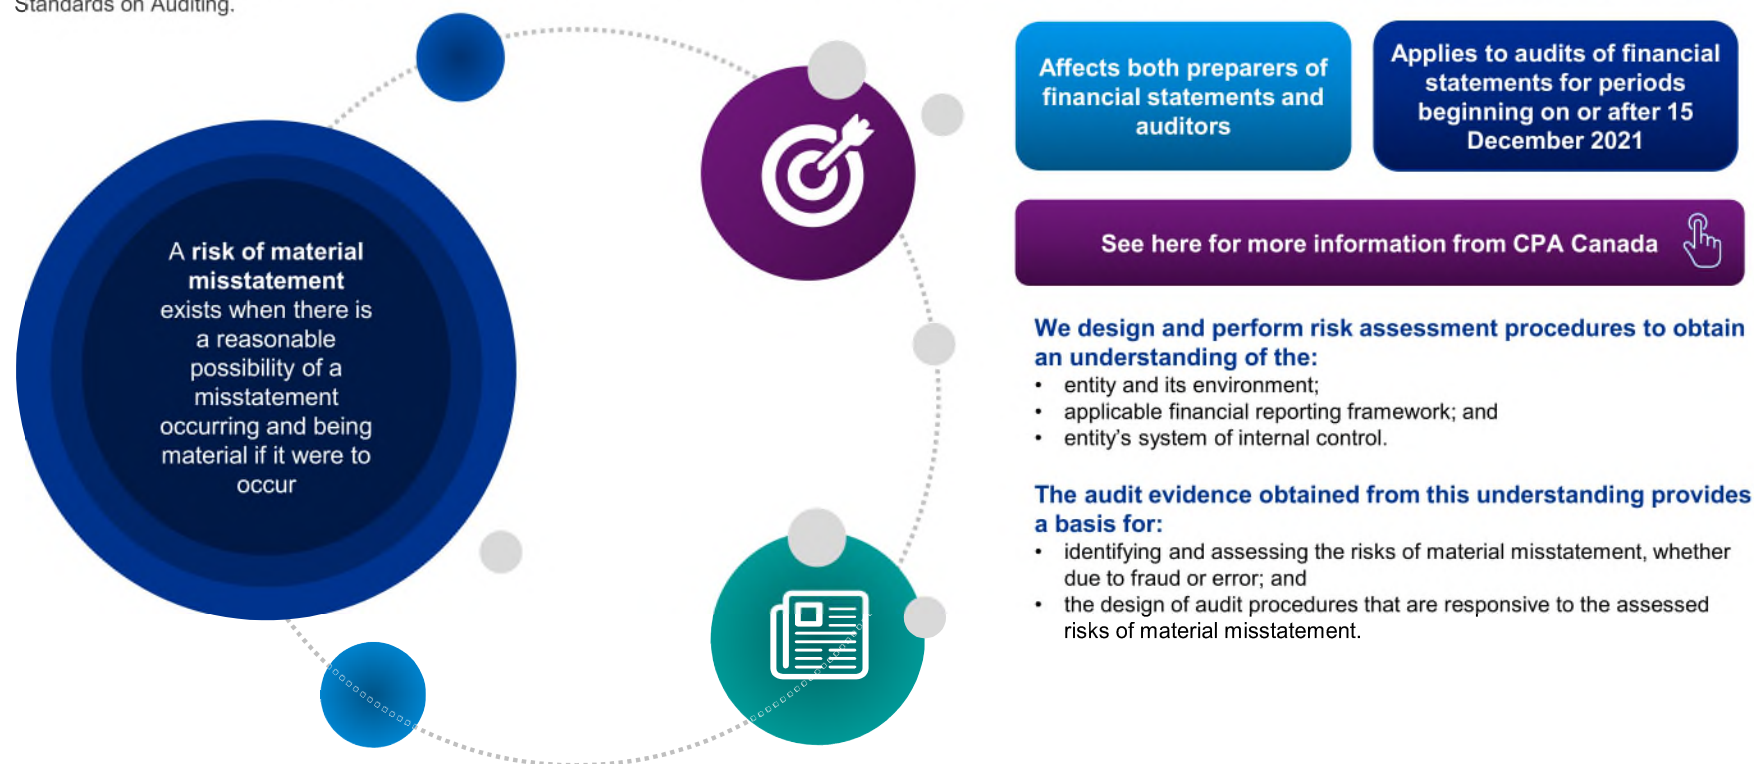 Standards on Auditing.
A risk of material
misstatement
exists when there is
a reasonable
possibility of a
misstatement
occurring and being
material if it were to
occur
Affects both preparers of
financial statements and
auditors
Applies to audits of financial
statements for periods
beginning on or after 15
December 2021
See here for more information from CPA Canada
We design and perform risk assessment procedures to obtain
an understanding of the:
• entity and its environment;
• applicable financial reporting framework; and
• entity's system of internal control.
The audit evidence obtained from this understanding provides
a basis for:
• identifying and assessing the risks of material misstatement, whether
due to fraud or error; and
• the design of audit procedures that are responsive to the assessed
risks of material misstatement.